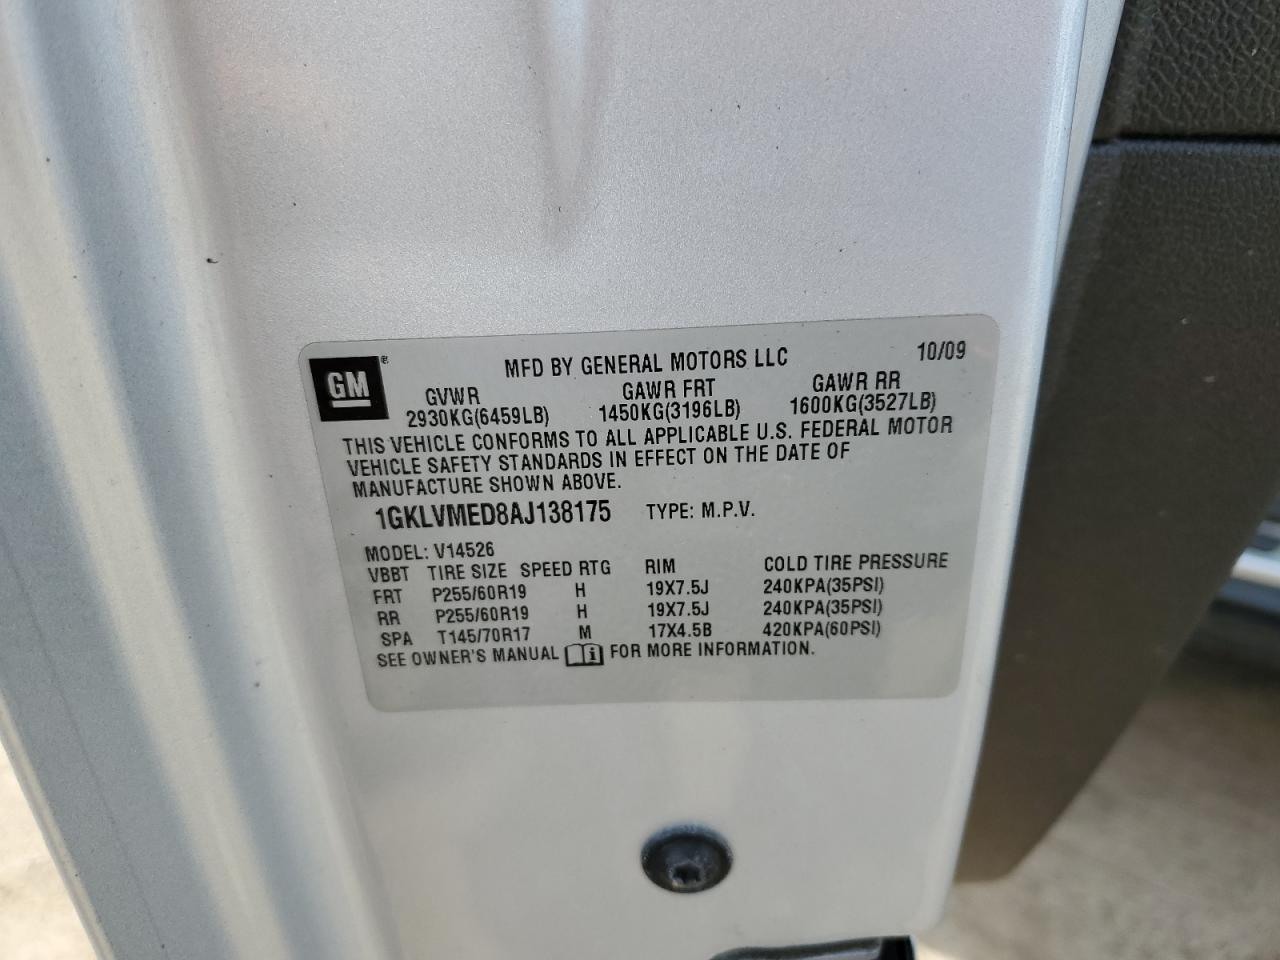 GM ® MFD BY GENERAL MOTORS LLC 10/09
GVWR GAWR FRT GAWR RR
2930KG(6459LB) 1450KG(3196LB) 1600KG(3527LB)
THIS VEHICLE CONFORMS TO ALL APPLICABLE U.S. FEDERAL MOTOR
VEHICLE SAFETY STANDARDS IN EFFECT ON THE DATE OF
MANUFACTURE SHOWN ABOVE.
1GKLVMED8AJ138175 TYPE: M.P.V.
MODEL: V14526
VBBT TIRE SIZE SPEED RTG RIM COLD TIRE PRESSURE
FRT P255/60R19 H 19X7.5J 240KPA(35PSI)
RR P255/60R19 H 19X7.5J 240KPA(35PSI)
SPA T145/70R17 M 17X4.5B 420KPA(60PSI)
SEE OWNER'S MANUAL i FOR MORE INFORMATION.